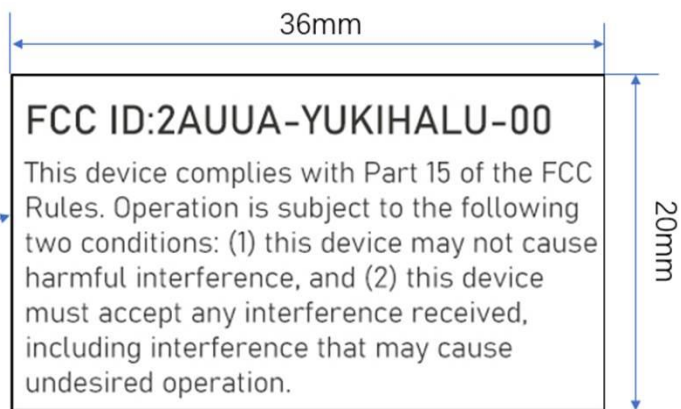 36mm
FCC ID:2AUUA-YUKIHALU-00
This device complies with Part 15 of the FCC
Rules. Operation is subject to the following
two conditions: (1) this device may not cause
harmful interference, and (2) this device
must accept any interference received,
including interference that may cause
undesired operation.
20mm